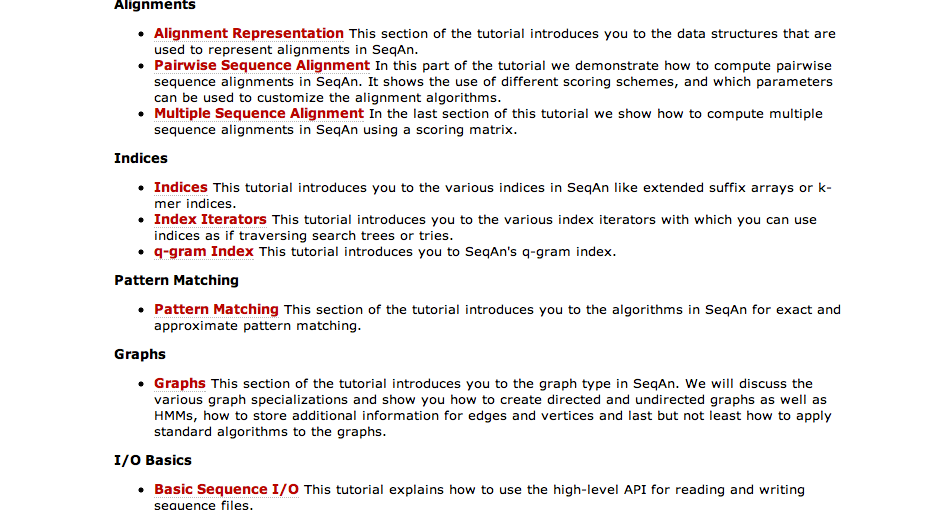 Alignments
• Alignment Representation This section of the tutorial introduces you to the data structures that are
used to represent alignments in SeqAn.
• Pairwise Sequence Alignment In this part of the tutorial we demonstrate how to compute pairwise
sequence alignments in SeqAn. It shows the use of different scoring schemes, and which parameters
can be used to customize the alignment algorithms.
• Multiple Sequence Alignment In the last section of this tutorial we show how to compute multiple
sequence alignments in SeqAn using a scoring matrix.
Indices
• Indices This tutorial introduces you to the various indices in SeqAn like extended suffix arrays or k-
mer indices.
• Index Iterators This tutorial introduces you to the various index iterators with which you can use
indices as if traversing search trees or tries.
• q-gram Index This tutorial introduces you to SeqAn's q-gram index.
Pattern Matching
• Pattern Matching This section of the tutorial introduces you to the algorithms in SeqAn for exact and
approximate pattern matching.
Graphs
• Graphs This section of the tutorial introduces you to the graph type in SeqAn. We will discuss the
various graph specializations and show you how to create directed and undirected graphs as well as
HMMs, how to store additional information for edges and vertices and last but not least how to apply
standard algorithms to the graphs.
I/O Basics
• Basic Sequence I/O This tutorial explains how to use the high-level API for reading and writing
sequence files.